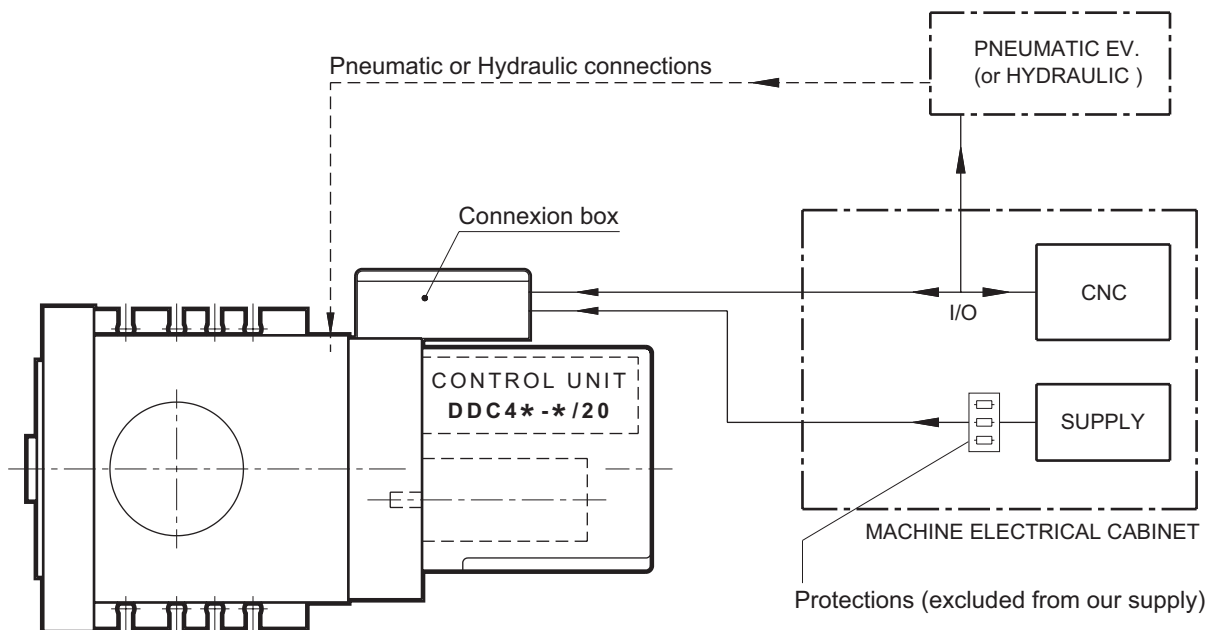 PNEUMATIC EV.
(or HYDRAULIC )
Pneumatic or Hydraulic connections
Connexion box
CNC
I/O
CONTROL UNIT
DDC4*-*/20
SUPPLY
MACHINE ELECTRICAL CABINET
Protections (excluded from our supply)